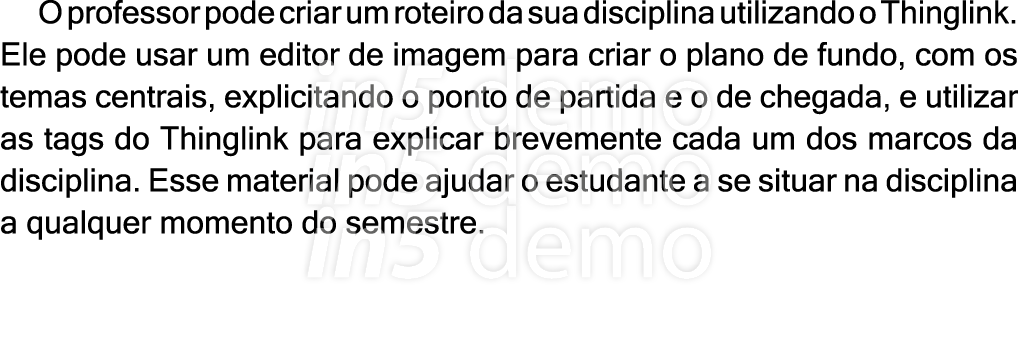 O professor pode criar um roteiro da sua disciplina utilizando o Thinglink.
Ele pode usar um editor de imagem para criar o plano de fundo, com os
temas centrais, explicitando o ponto de partida e o de chegada, e utilizar
as tags do Thinglink para explicar brevemente cada um dos marcos da
disciplina. Esse material pode ajudar o estudante a se situar na disciplina
a qualquer momento do semestre.
in5 demo
in5 demo
in5 demo
in5 demo